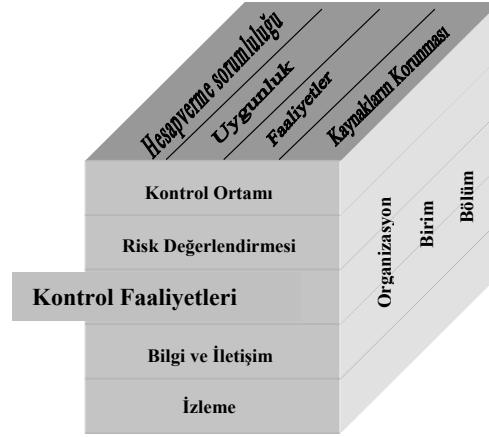 Hesapverme sorumluluğu
Uygunluk
Faaliyetler
Kaynakların Korunması
Kontrol Ortamı
Risk Değerlendirmesi
Kontrol Faaliyetleri
Bilgi ve İletişim
İzleme
Organizasyon
Birim
Bölüm